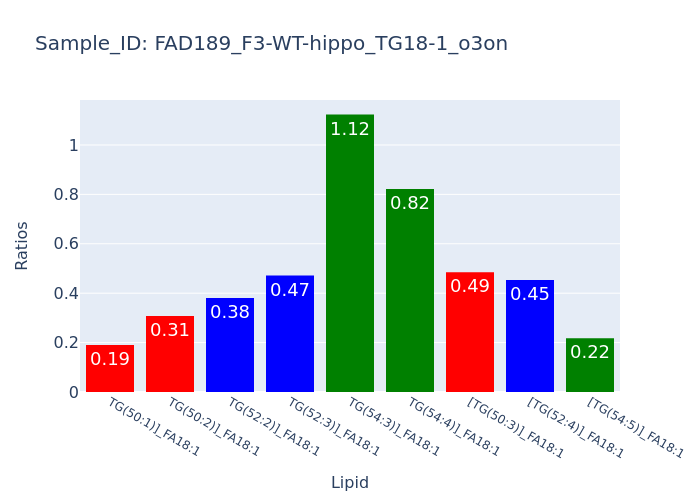 Sample_ID: FAD189_F3-WT-hippo_TG18-1_o3on
Ratios
1
0.8
0.6
0.4
0.2
0
0.19
0.31
0.38
0.47
1.12
0.82
0.49
0.45
0.22
TG(50:1)]_FA18:1
TG(50:2)]_FA18:1
TG(52:2)]_FA18:1
TG(52:3)]_FA18:1
TG(54:3)]_FA18:1
TG(54:4)]_FA18:1
[TG(50:3)]_FA18:1
[TG(52:4)]_FA18:1
[TG(54:5)]_FA18:1
Lipid